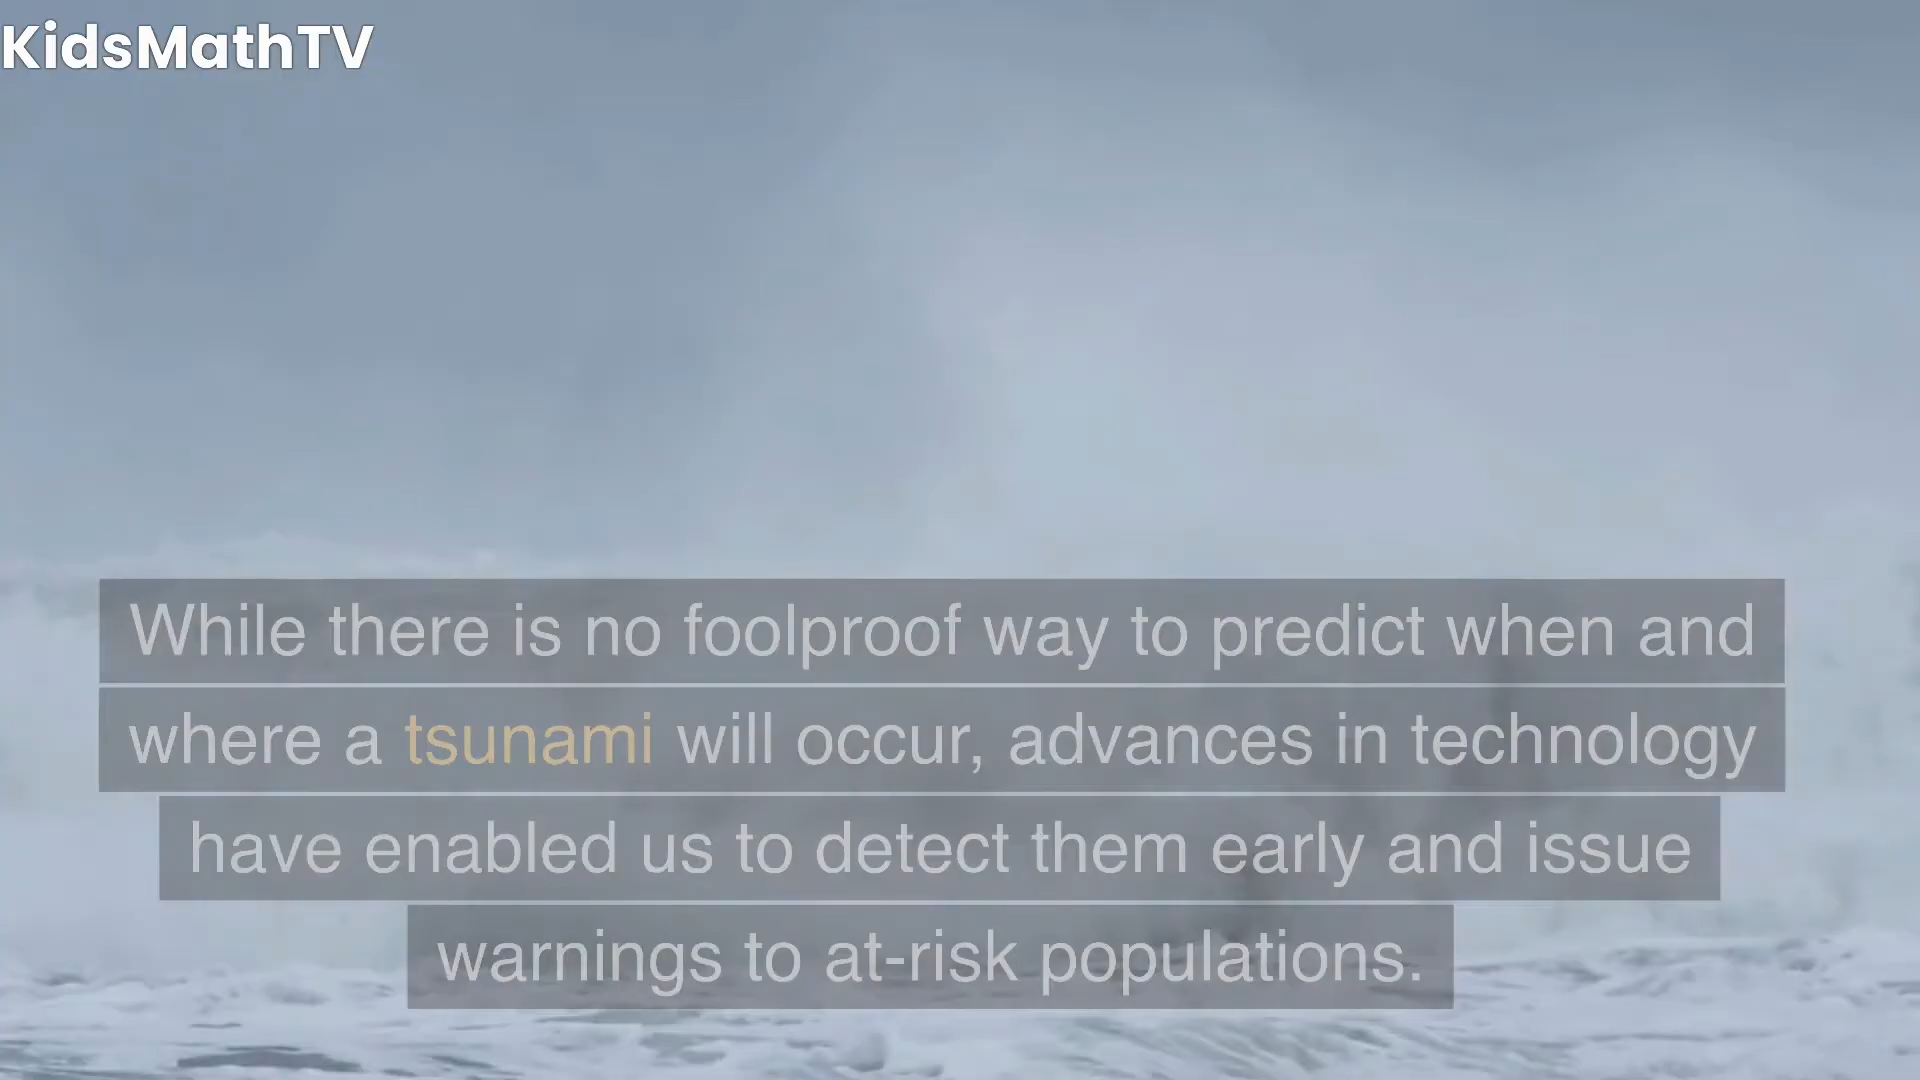 KidsMathTV
While there is no foolproof way to predict when and
where a tsunami will occur, advances in technology
have enabled us to detect them early and issue
warnings to at-risk populations.